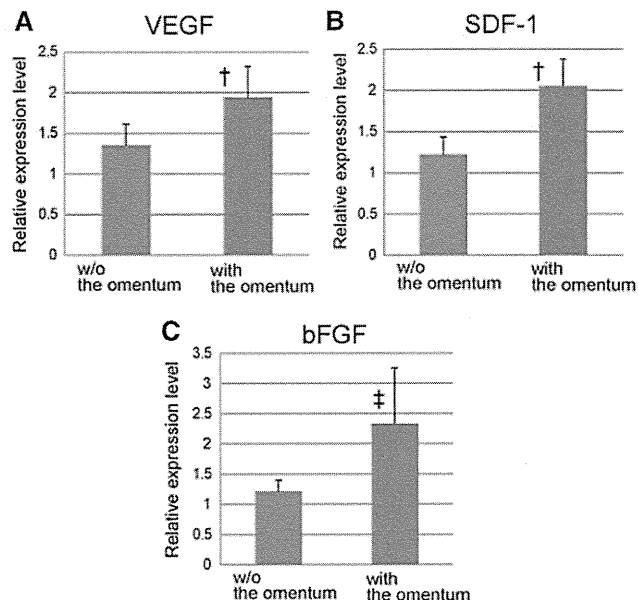 A
VEGF
Relative expression level
2.5
2
1.5
1
0.5
0
†
w/o
the omentum
with
the omentum
B
SDF-1
Relative expression level
2.5
2
1.5
1
0.5
0
†
w/o
the omentum
with
the omentum
C
bFGF
Relative expression level
3.5
3
2.5
2
1.5
1
0.5
0
‡
w/o
the omentum
with
the omentum